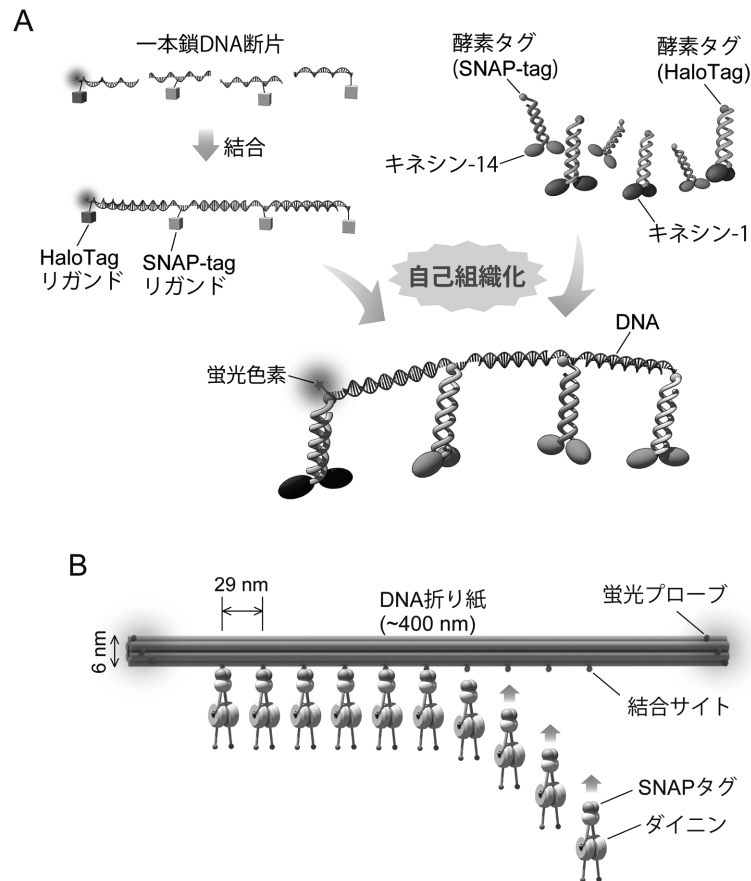 A
一本鎖DNA断片
結合
HaloTag
リガンド
SNAP-tag
リガンド
酵素タグ
(SNAP-tag)
酵素タグ
(HaloTag)
キネシン-14
キネシン-1
自己組織化
DNA
蛍光色素
B
29 nm
DNA折り紙
(~400 nm)
蛍光プローブ
6 nm
結合サイト
SNAPタグ
ダイニン